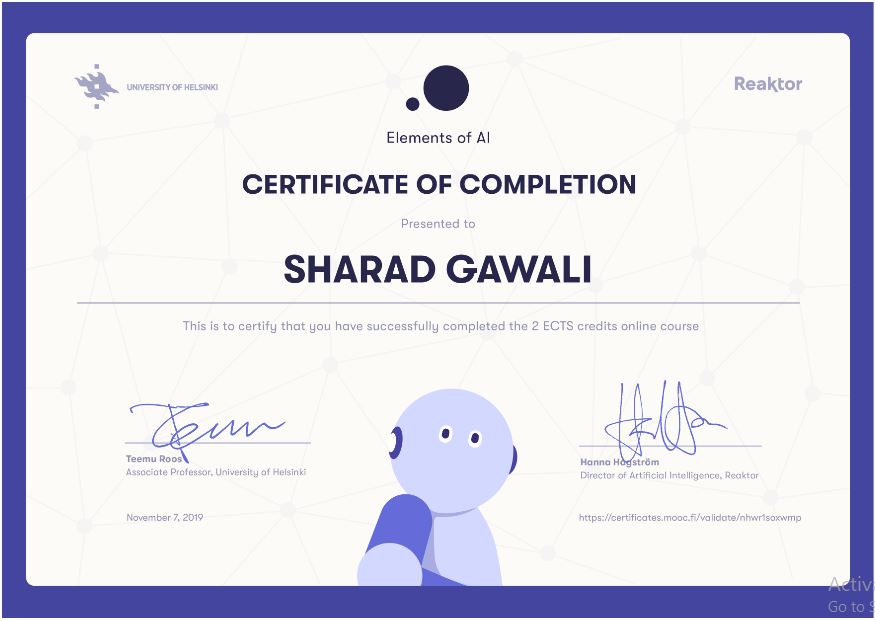 UNIVERSITY OF HELSINKI
Reaktor
Elements of AI
CERTIFICATE OF COMPLETION
Presented to
SHARAD GAWALI
This is to certify that you have successfully completed the 2 ECTS credits online course
Teemu Roos
Associate Professor, University of Helsinki
November 7, 2019
Hanna Hagström
Director of Artificial Intelligence, Reaktor
https://certificates.mooc.fi/validate/nhwr1soxwmp
Go to